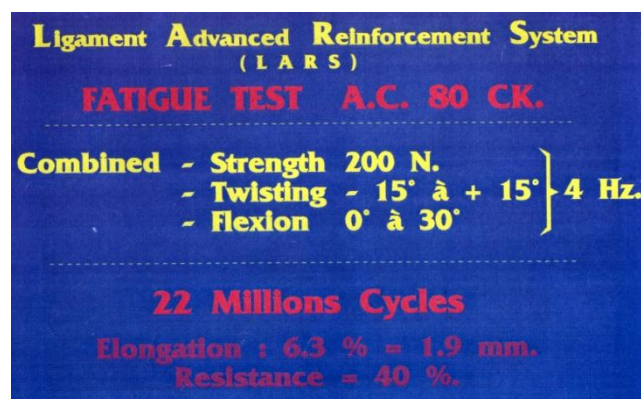 Ligament Advanced Reinforcement System
(LARS)
FATIGUE TEST A.C. 80 CK.
Combined - Strength 200 N.
- Twisting - 15° à + 15° 4 Hz.
- Flexion 0° à 30°
22 Millions Cycles
Elongation : 6.3 % = 1.9 mm.
Resistance = 40 %.